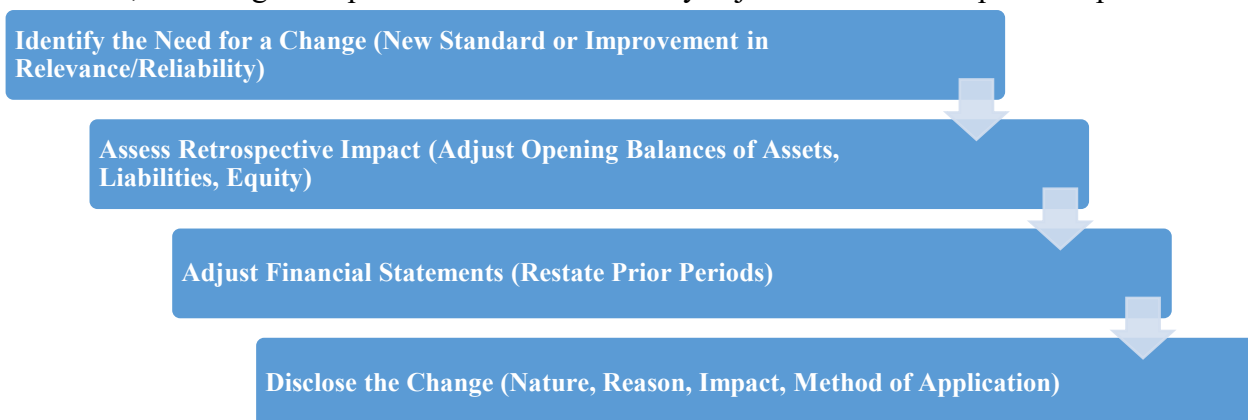 Identify the Need for a Change (New Standard or Improvement in
Relevance/Reliability)
Assess Retrospective Impact (Adjust Opening Balances of Assets,
Liabilities, Equity)
Adjust Financial Statements (Restate Prior Periods)
Disclose the Change (Nature, Reason, Impact, Method of Application)